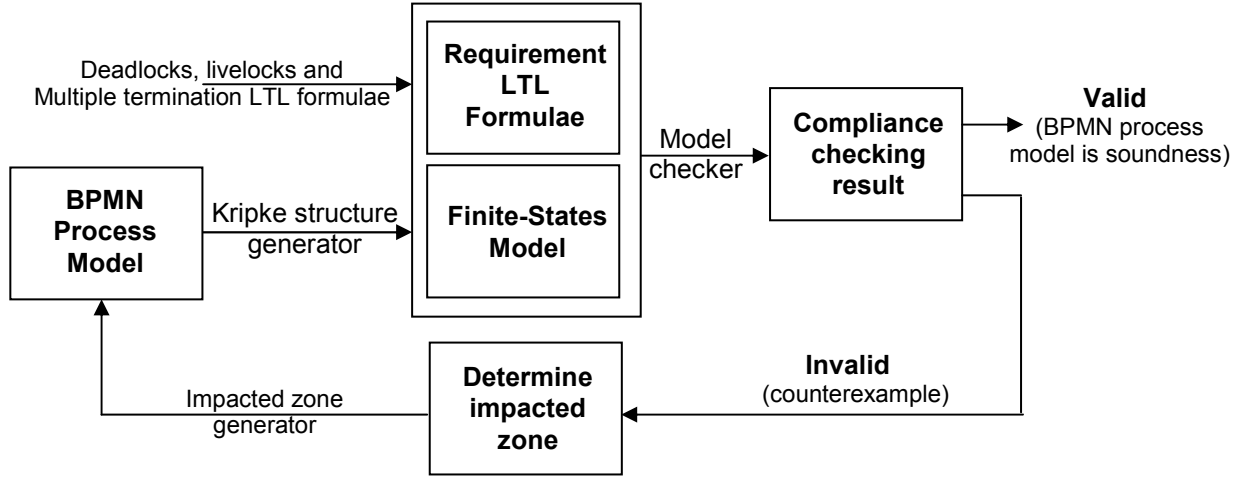 Deadlocks, livelocks and
Multiple termination LTL formulae
Requirement
LTL
Formulae
Finite-States
Model
BPMN
Process
Model
Kripke structure
generator
Model
checker
Compliance
checking
result
Valid
(BPMN process
model is soundness)
Invalid
(counterexample)
Determine
impacted
zone
Impacted zone
generator